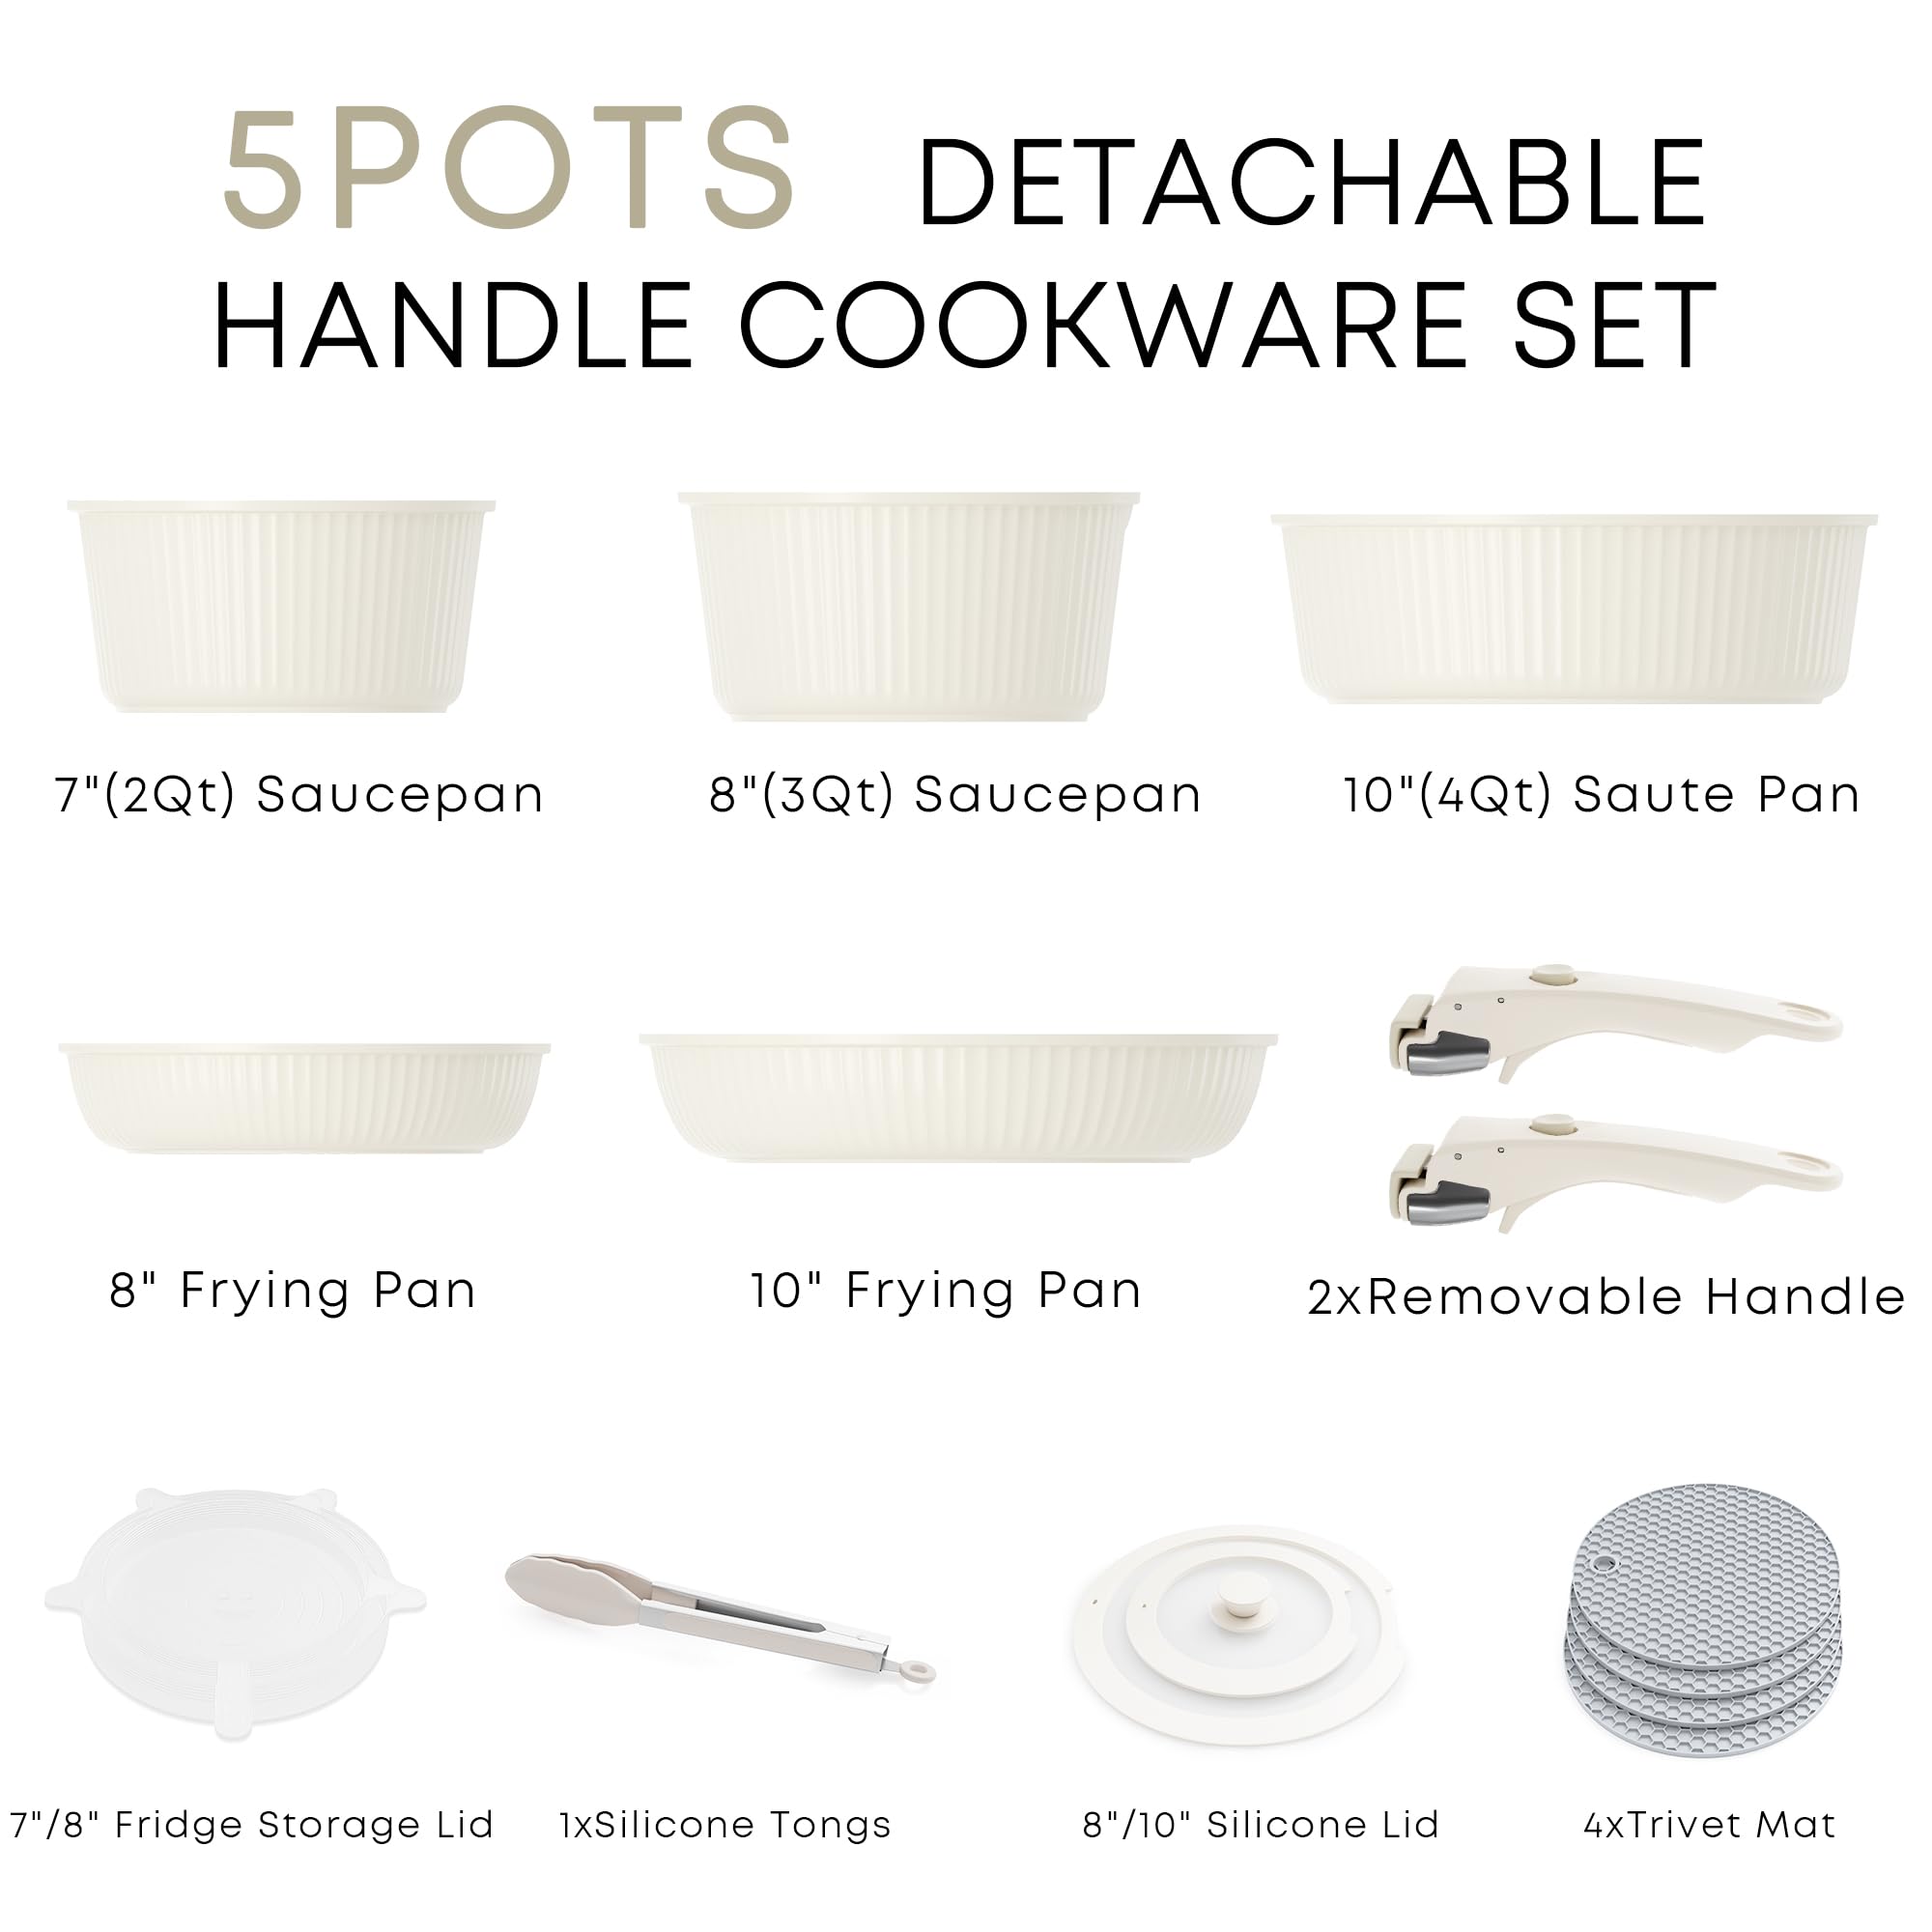 5POTS DETACHABLE
HANDLE COOKWARE SET
7"(2Qt) Saucepan
8"(3Qt) Saucepan
10"(4Qt) Saute Pan
8" Frying Pan
10" Frying Pan
2xRemovable Handle
7"/8" Fridge Storage Lid
1xSilicone Tongs
8"/10" Silicone Lid
4xTrivet Mat